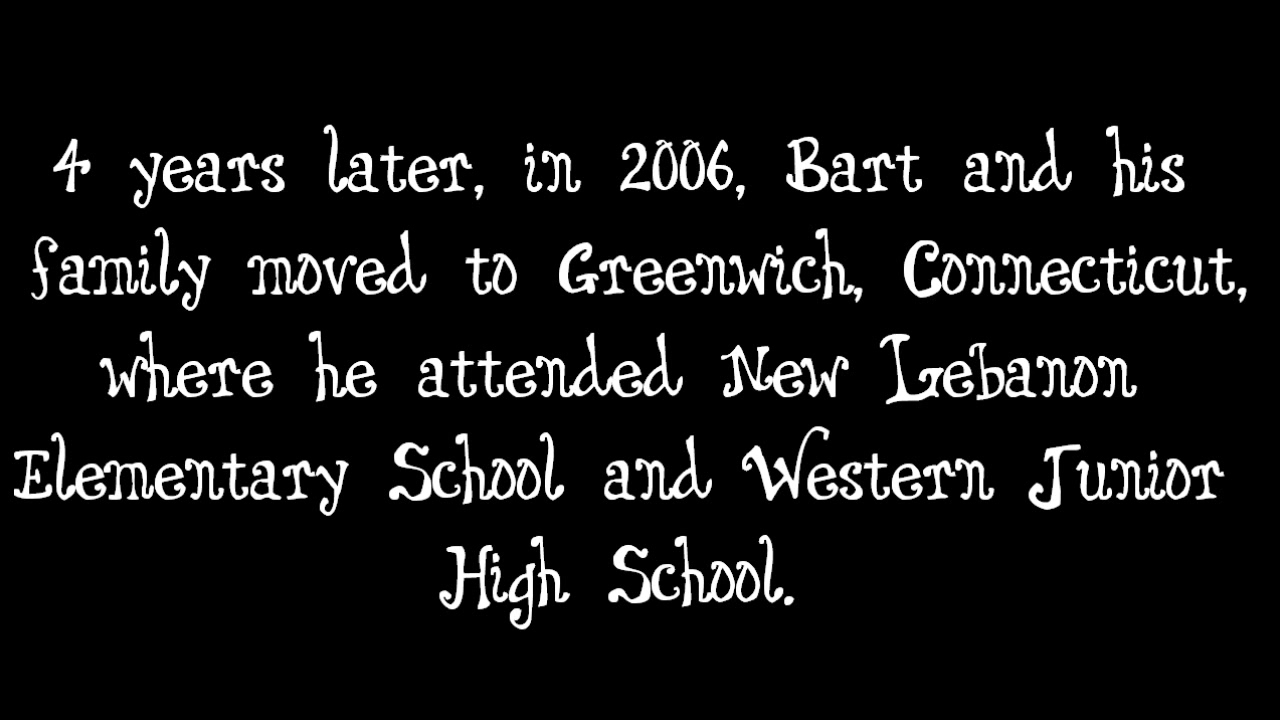 4 years later, in 2006, Bart and his
family moved to Greenwich, Connecticut,
where he attended New Lebanon
Elementary School and Western Junior
High School.